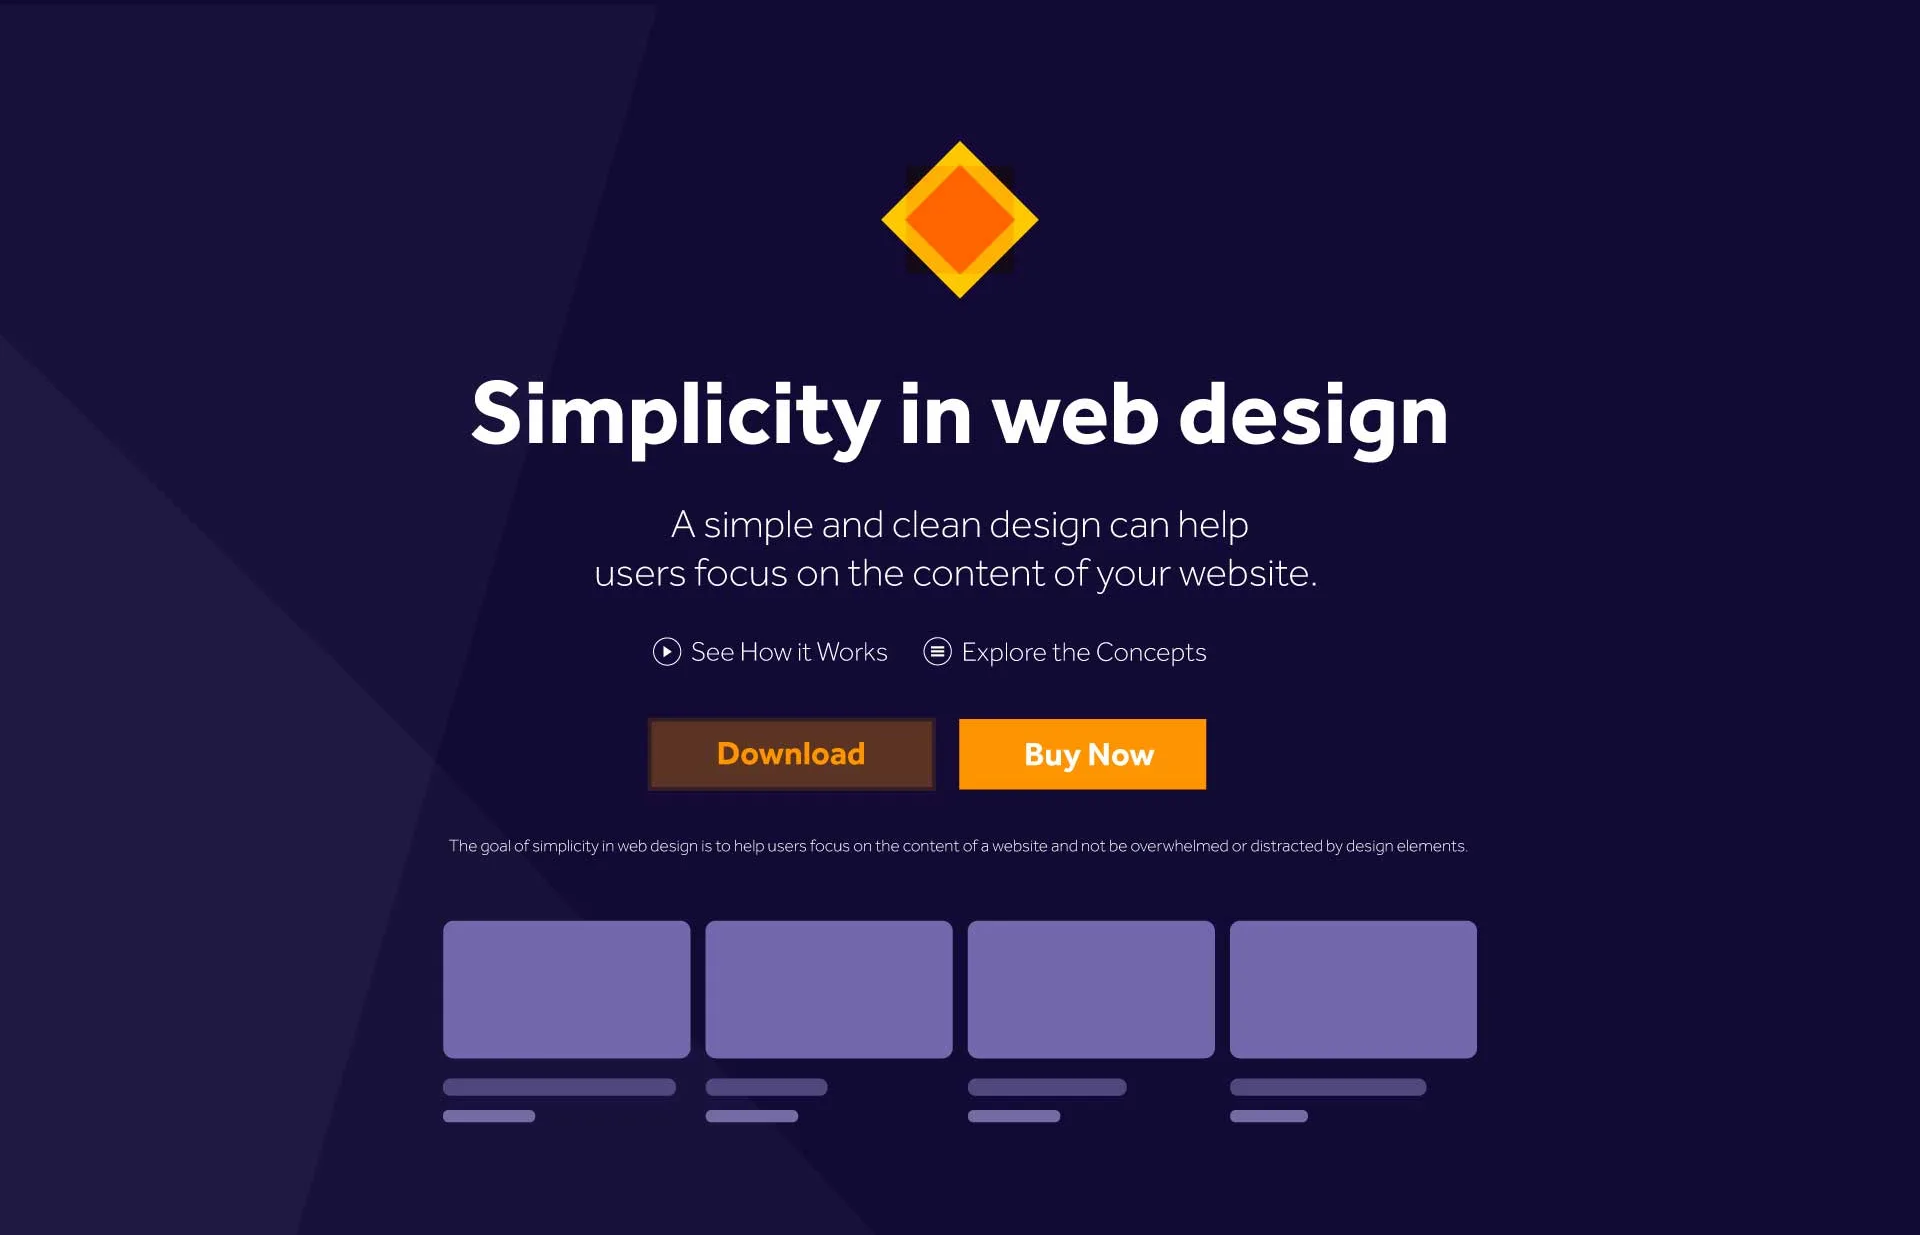 Simplicity in web design
A simple and clean design can help
users focus on the content of your website.
See How it Works
Explore the Concepts
Download
Buy Now
The goal of simplicity in web design is to help users focus on the content of a website and not be overwhelmed or distracted by design elements.